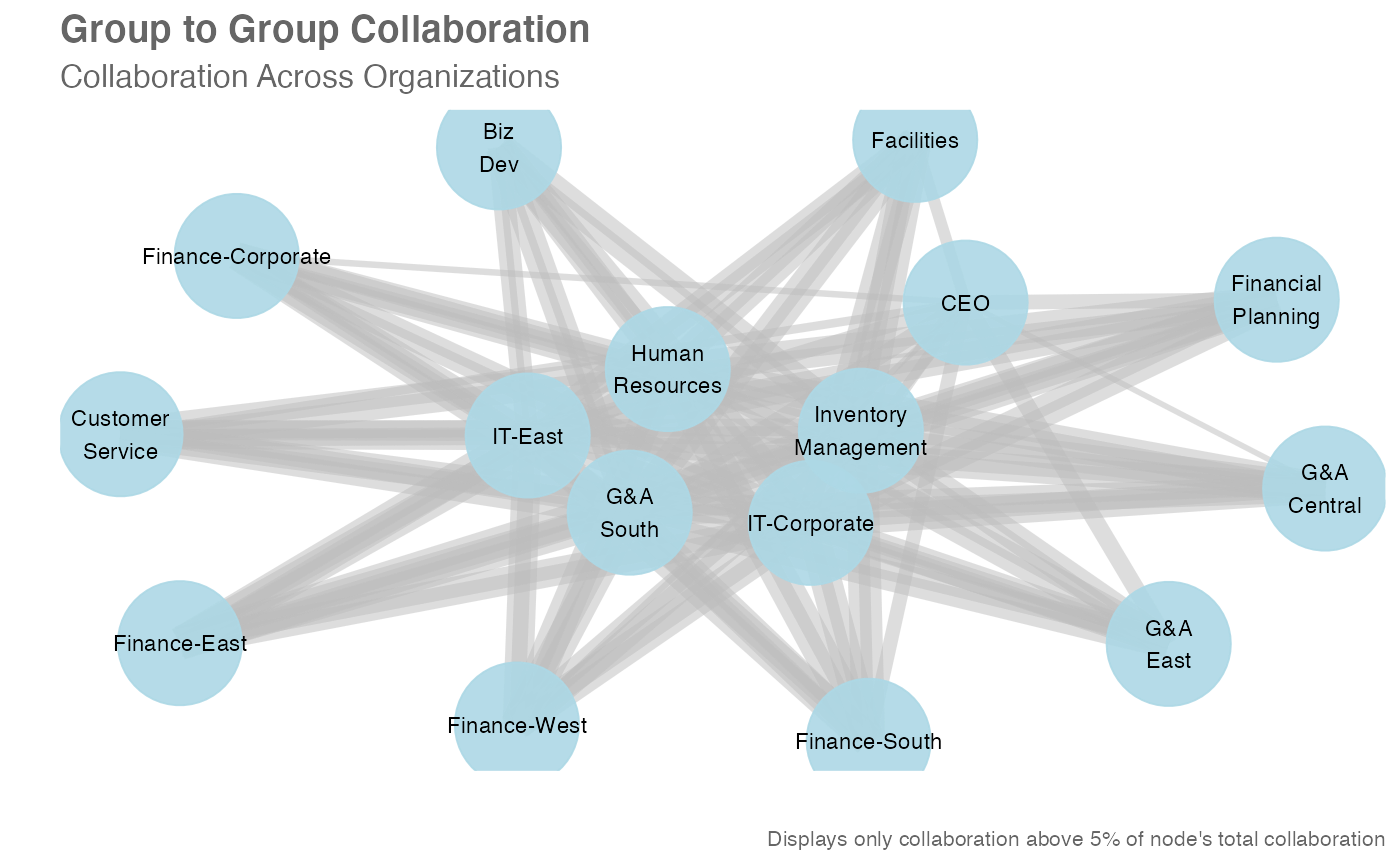 Group to Group Collaboration
Collaboration Across Organizations
Biz
Dev
Facilities
Finance-Corporate
CEO
Financial
Planning
Human
Resources
Customer
Service
IT-East
Inventory
Management
G&A
South
IT-Corporate
G&A
Central
Finance-East
G&A
East
Finance-West
Finance-South
Displays only collaboration above 5% of node's total collaboration